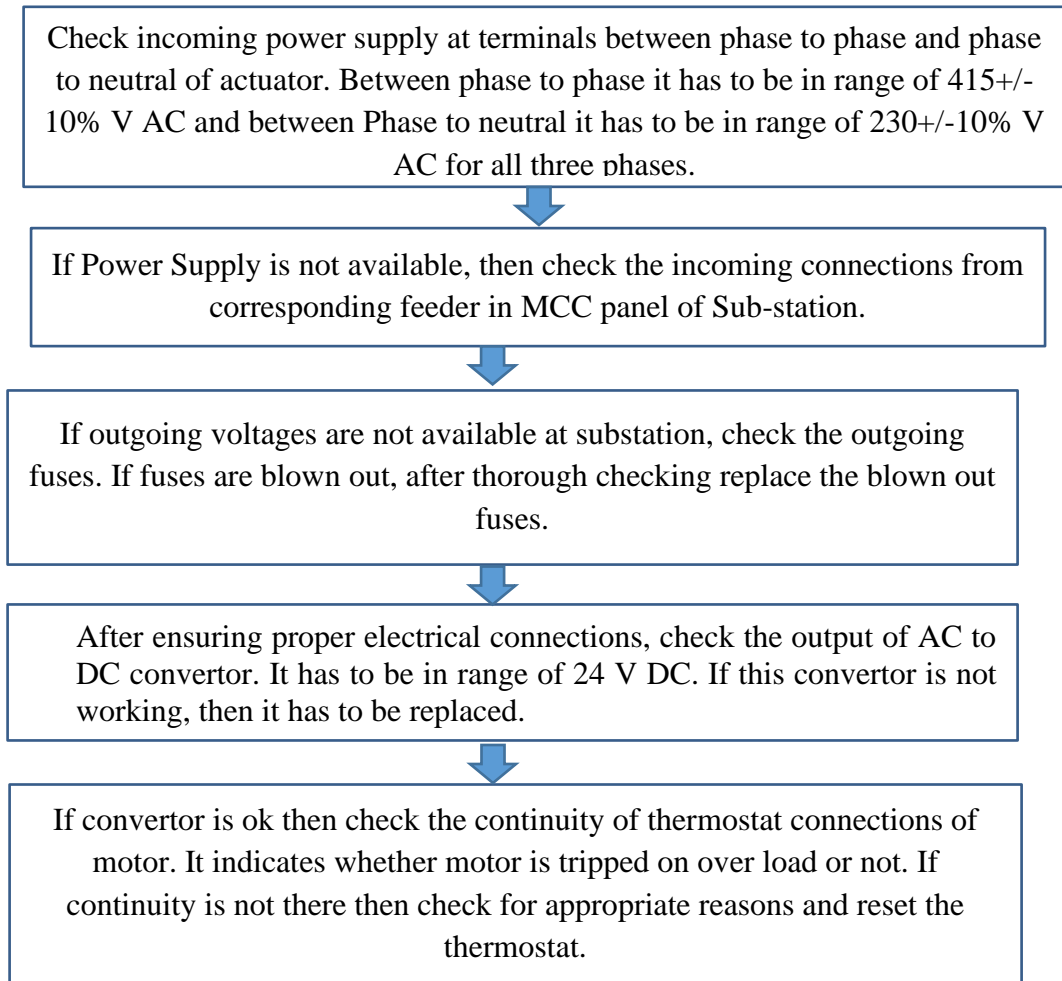 Check incoming power supply at terminals between phase to phase and phase
to neutral of actuator. Between phase to phase it has to be in range of 415+/-
10% V AC and between Phase to neutral it has to be in range of 230+/-10% V
AC for all three phases.
If Power Supply is not available, then check the incoming connections from
corresponding feeder in MCC panel of Sub-station.
If outgoing voltages are not available at substation, check the outgoing
fuses. If fuses are blown out, after thorough checking replace the blown out
fuses.
After ensuring proper electrical connections, check the output of AC to
DC convertor. It has to be in range of 24 V DC. If this convertor is not
working, then it has to be replaced.
If convertor is ok then check the continuity of thermostat connections of
motor. It indicates whether motor is tripped on over load or not. If
continuity is not there then check for appropriate reasons and reset the
thermostat.